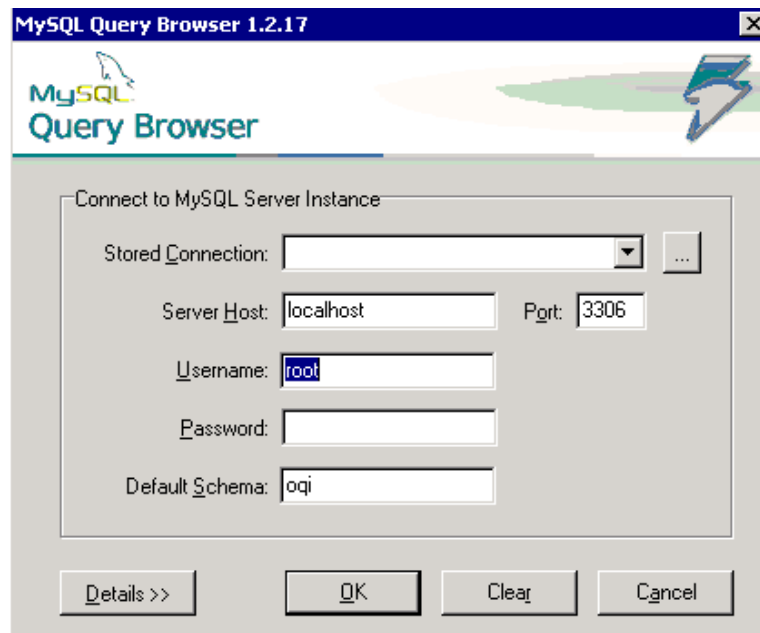 MySQL Query Browser 1.2.17
MySQL
Query Browser
Connect to MySQL Server Instance
Stored Connection:
...
Server Host: localhost Port: 3306
Username: root
Password:
Default Schema: oqi
Details >> OK Clear Cancel